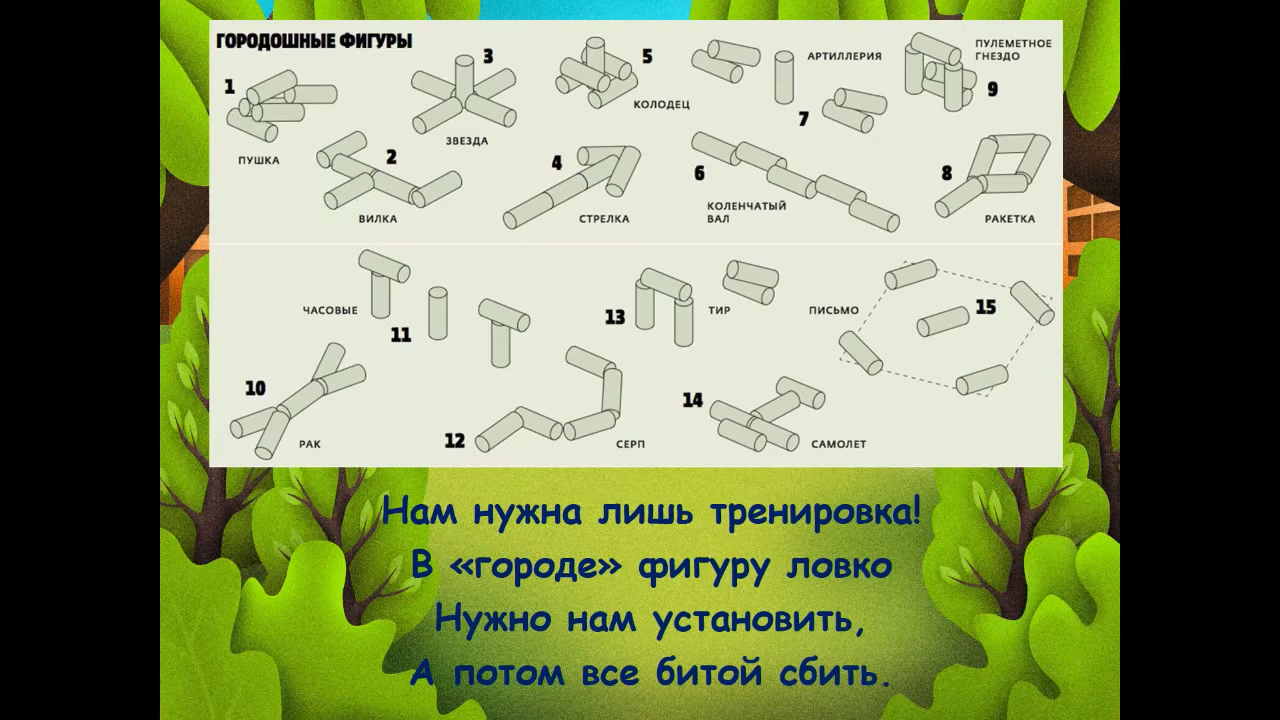 ГОРОДОШНЫЕ ФИГУРЫ
1
ПУШКА
2
ВИЛКА
3
ЗВЕЗДА
4
СТРЕЛКА
5
КОЛОДЕЦ
6
КОЛЕНЧАТЫЙ
ВАЛ
АРТИЛЛЕРИЯ
7
8
РАКЕТКА
ПУЛЕМЕТНОЕ
ГНЕЗДО
9
10
РАК
ЧАСОВЫЕ
11
12
СЕРП
13
ТИР
14
САМОЛЕТ
ПИСЬМО
15
Нам нужна лишь тренировка!
В «городе» фигуру ловко
Нужно нам установить,
А потом все битой сбить.